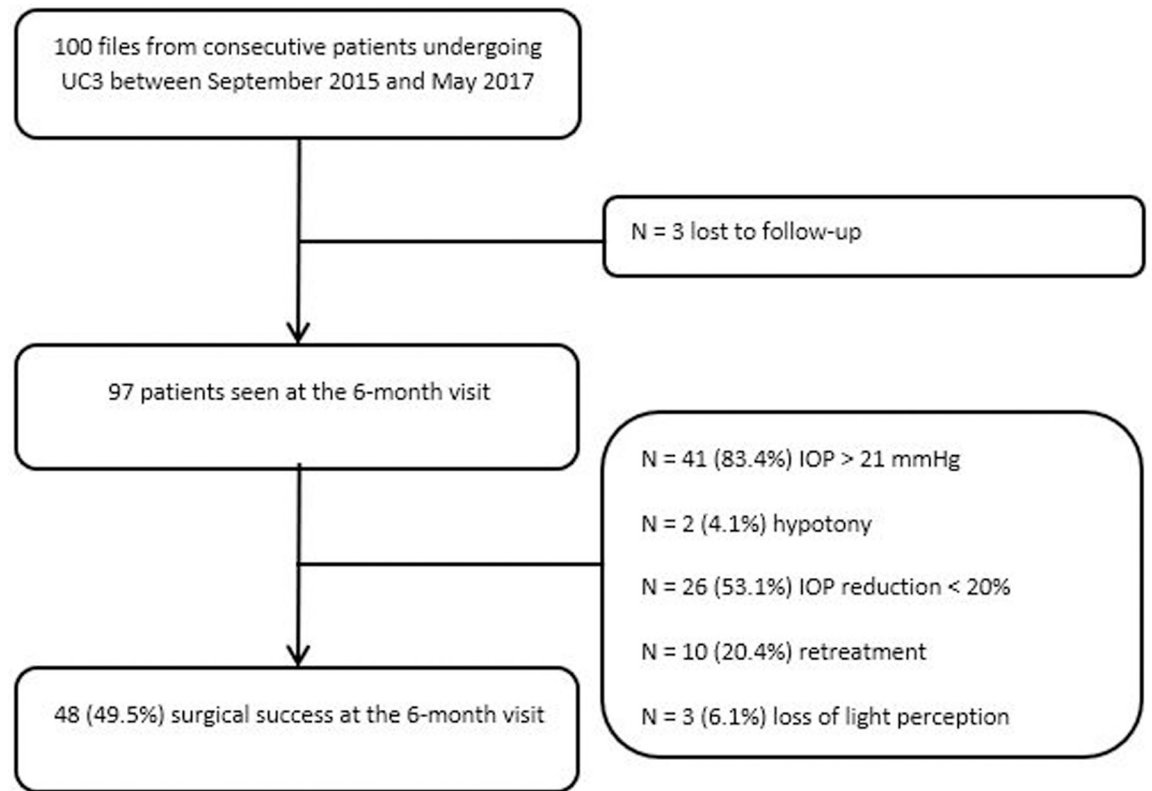 100 files from consecutive patients undergoing
UC3 between September 2015 and May 2017
N = 3 lost to follow-up
97 patients seen at the 6-month visit
N = 41 (83.4%) IOP > 21 mmHg
N = 2 (4.1%) hypotony
N = 26 (53.1%) IOP reduction < 20%
N = 10 (20.4%) retreatment
N = 3 (6.1%) loss of light perception
48 (49.5%) surgical success at the 6-month visit